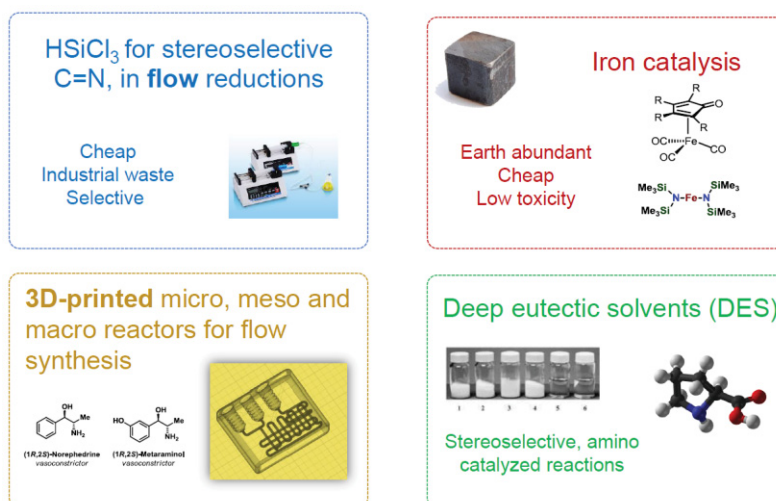 HSiCl3 for stereoselective
C=N, in flow reductions
Cheap
Industrial waste
Selective
Iron catalysis
Earth abundant
Cheap
Low toxicity
R
R
O
R
R
Fe
OC
CO
OC
Me3Si
SiMe3
N-Fe-N
Me3Si
SiMe3
3D-printed micro, meso and
macro reactors for flow
synthesis
OH
Me
NH2
(1R,2S)-Norephedrine
vasoconstrictor
OH
HO
Me
NH2
(1R,2S)-Metaraminol
vasoconstrictor
Deep eutectic solvents (DES)
1 2 3 4 5 6
Stereoselective, amino
catalyzed reactions